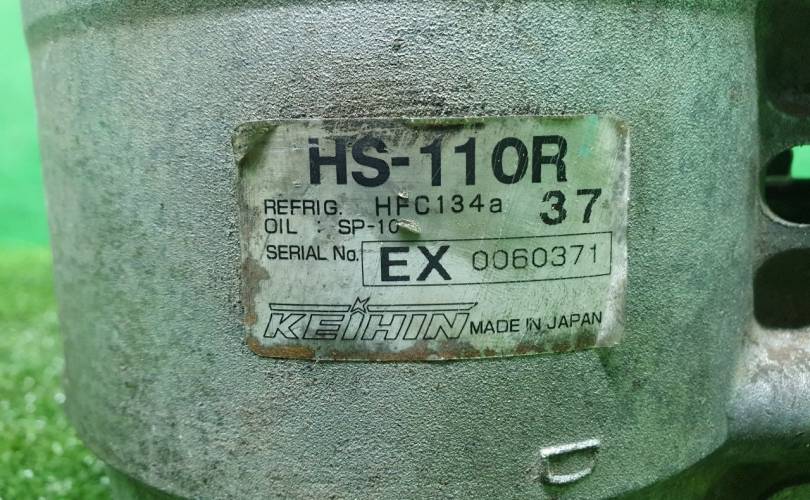 HS-110R
REFRIG. HFC134a 37
OIL : SP-10
SERIAL No. EX 0060371
KEIHIN MADE IN JAPAN